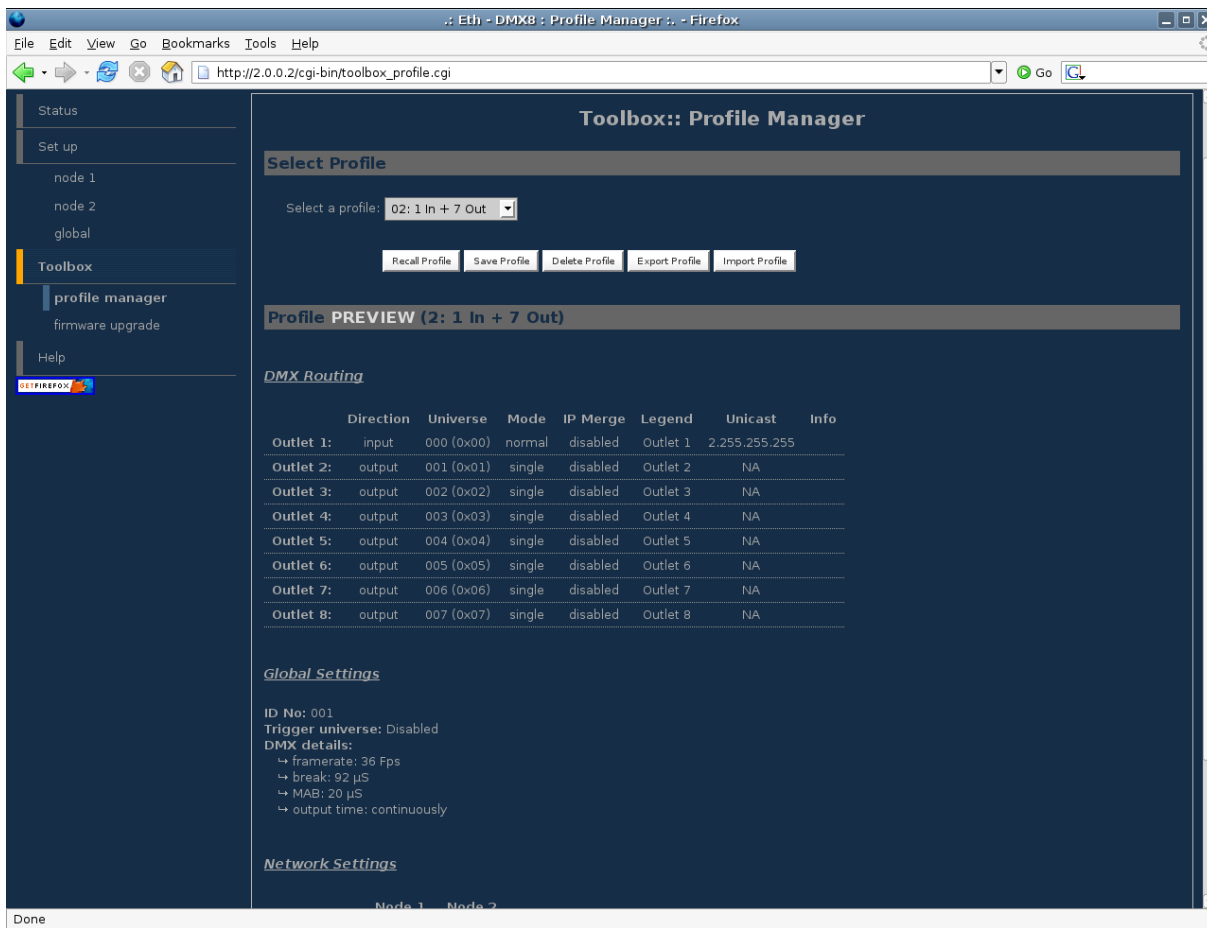 .: Eth - DMX8 : Profile Manager :. - Firefox
File Edit View Go Bookmarks Tools Help
http://2.0.0.2/cgi-bin/toolbox_profile.cgi
Go
G
Status
Set up
node 1
node 2
global
Toolbox
profile manager
firmware upgrade
Help
GETFIREFOX
Toolbox:: Profile Manager
Select Profile
Select a profile: 02: 1 In + 7 Out
Recall Profile Save Profile Delete Profile Export Profile Import Profile
Profile PREVIEW (2: 1 In + 7 Out)
DMX Routing
Direction Universe Mode IP Merge Legend Unicast Info
Outlet 1: input 000 (0x00) normal disabled Outlet 1 2.255.255.255
Outlet 2: output 001 (0x01) single disabled Outlet 2 NA
Outlet 3: output 002 (0x02) single disabled Outlet 3 NA
Outlet 4: output 003 (0x03) single disabled Outlet 4 NA
Outlet 5: output 004 (0x04) single disabled Outlet 5 NA
Outlet 6: output 005 (0x05) single disabled Outlet 6 NA
Outlet 7: output 006 (0x06) single disabled Outlet 7 NA
Outlet 8: output 007 (0x07) single disabled Outlet 8 NA
Global Settings
ID No: 001
Trigger universe: Disabled
DMX details:
↪ framerate: 36 Fps
↪ break: 92 µS
↪ MAB: 20 µS
↪ output time: continuously
Network Settings
Node 1 Node 2
Done